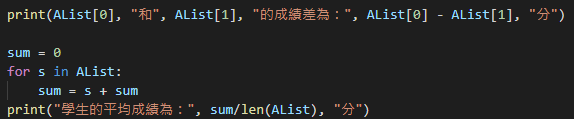 print(AList[0], "和", AList[1], "的成績差為：", AList[0] - AList[1], "分")
sum = 0
for s in AList:
    sum = s + sum
print("學生的平均成績為：", sum/len(AList), "分")